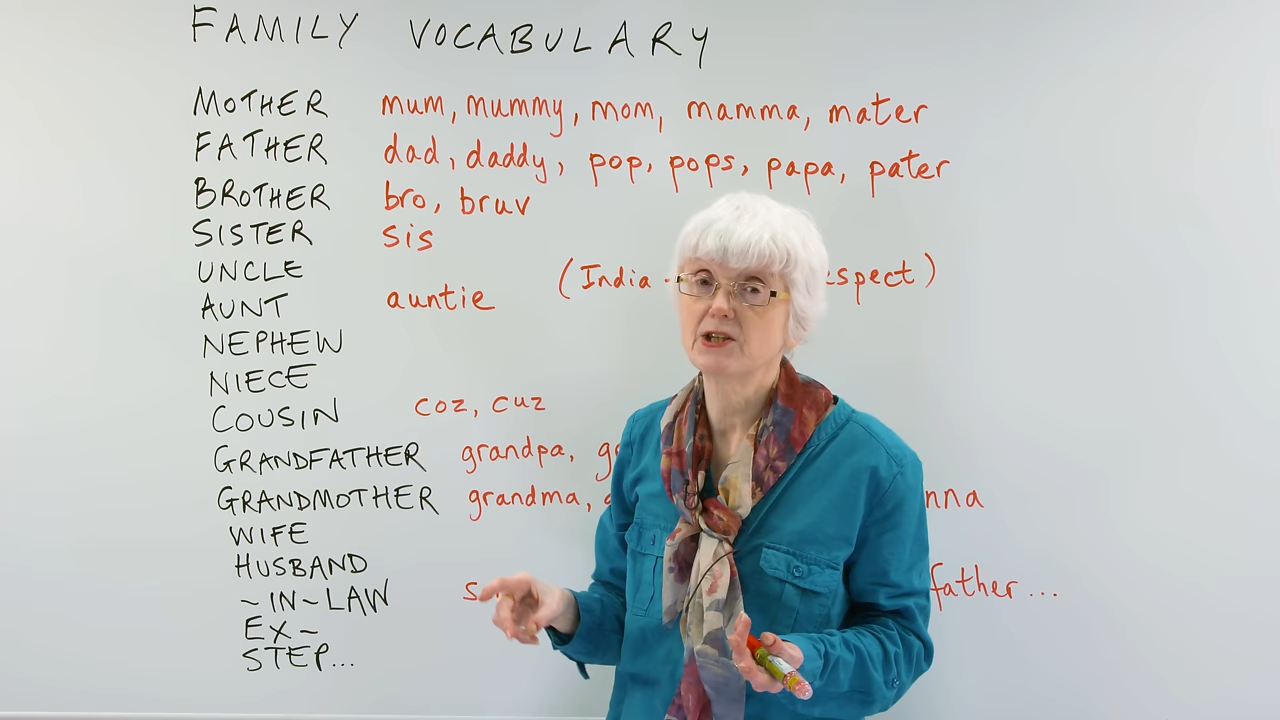 FAMILY VOCABULARY
MOTHER mum, mummy, mom, mamma, mater
FATHER dad, daddy, pop, pops, papa, pater
BROTHER bro, bruv
SISTER sis
UNCLE (India
AUNT auntie
NEPHEW
NIECE
COUSIN coz, cuz
GRANDFATHER grandpa,
GRANDMOTHER grandma,
WIFE
HUSBAND
~IN~LAW father...
EX~
STEP...